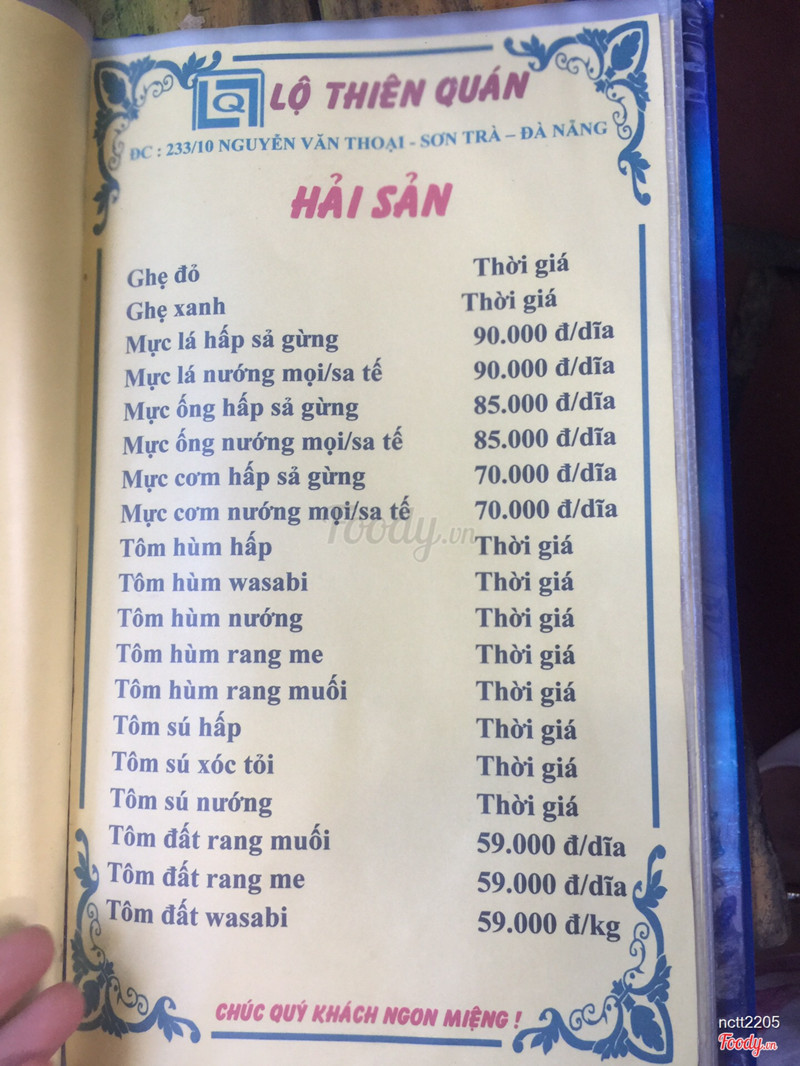 LQ LỘ THIÊN QUÁN
ĐC : 233/10 NGUYỄN VĂN THOẠI - SƠN TRÀ – ĐÀ NẴNG
HẢI SẢN
Ghẹ đỏ Thời giá
Ghẹ xanh Thời giá
Mực lá hấp sả gừng 90.000 đ/dĩa
Mực lá nướng mọi/sa tế 90.000 đ/dĩa
Mực ống hấp sả gừng 85.000 đ/dĩa
Mực ống nướng mọi/sa tế 85.000 đ/dĩa
Mực cơm hấp sả gừng 70.000 đ/dĩa
Mực cơm nướng mọi/sa tế 70.000 đ/dĩa
Foody.vn
Tôm hùm hấp Thời giá
Tôm hùm wasabi Thời giá
Tôm hùm nướng Thời giá
Tôm hùm rang me Thời giá
Tôm hùm rang muối Thời giá
Tôm sú hấp Thời giá
Tôm sú xóc tỏi Thời giá
Tôm sú nướng Thời giá
Tôm đất rang muối 59.000 đ/dĩa
Tôm đất rang me 59.000 đ/dĩa
Tôm đất wasabi 59.000 đ/kg
CHÚC QUÝ KHÁCH NGON MIỆNG !
nctt2205
Foody.vn